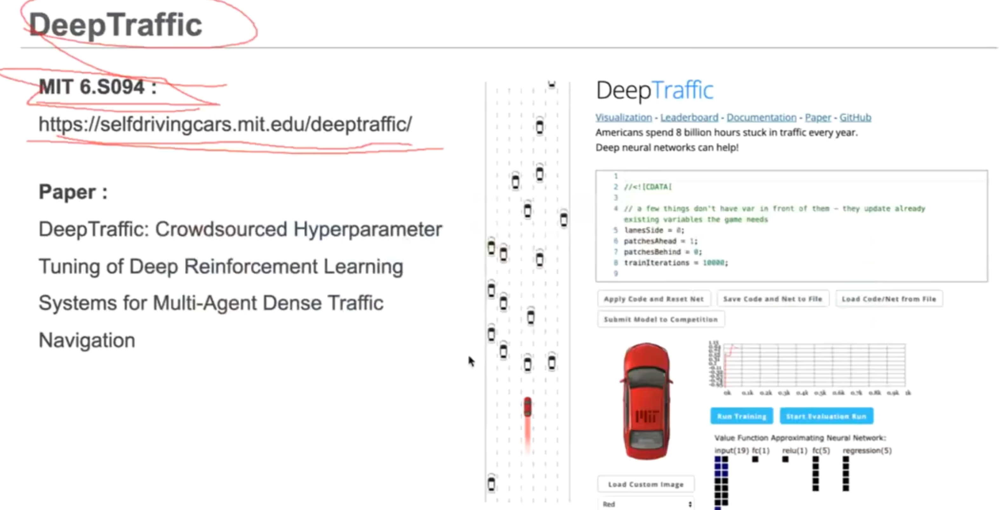 DeepTraffic
MIT 6.S094 :
https://selfdrivingcars.mit.edu/deeptraffic/
Paper :
DeepTraffic: Crowdsourced Hyperparameter
Tuning of Deep Reinforcement Learning
Systems for Multi-Agent Dense Traffic
Navigation
DeepTraffic
Visualization - Leaderboard - Documentation - Paper - GitHub
Americans spend 8 billion hours stuck in traffic every year.
Deep neural networks can help!
1
2 //<![CDATA[
3
4 // a few things don't have var in front of them – they update already
existing variables the game needs
5 lanesSide = 0;
6 patchesAhead = 1;
7 patchesBehind = 0;
8 trainIterations = 10000;
9
Apply Code and Reset Net Save Code and Net to File Load Code/Net from File
Submit Model to Competition
MIT
1.15
0k 0.1k 0.2k 0.3k 0.4k 0.5k 0.6k 0.7k 0.8k 0.9k 1k
Run Training Start Evaluation Run
Value Function Approximating Neural Network:
input(19) fc(1) relu(1) fc(5) regression(5)
Load Custom Image
Red